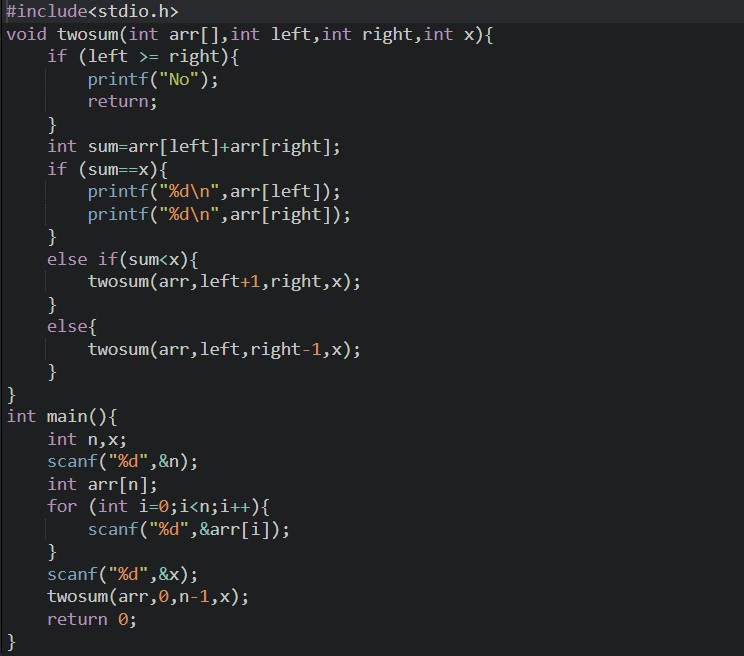 #include<stdio.h>
void twosum(int arr[],int left,int right,int x){
    if (left >= right){
        printf("No");
        return;
    }
    int sum=arr[left]+arr[right];
    if (sum==x){
        printf("%d\n",arr[left]);
        printf("%d\n",arr[right]);
    }
    else if(sum<x){
        twosum(arr,left+1,right,x);
    }
    else{
        twosum(arr,left,right-1,x);
    }
}
int main(){
    int n,x;
    scanf("%d",&n);
    int arr[n];
    for (int i=0;i<n;i++){
        scanf("%d",&arr[i]);
    }
    scanf("%d",&x);
    twosum(arr,0,n-1,x);
    return 0;
}